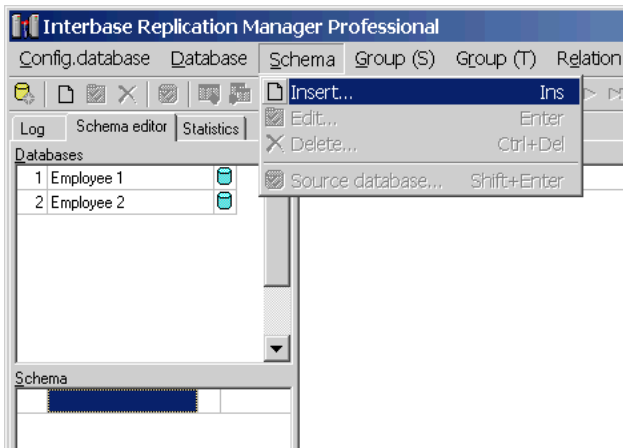 Interbase Replication Manager Professional
Config.database Database Schema Group (S) Group (T) Relation
Insert... Ins
Edit... Enter
Delete... Ctrl+Del
Source database... Shift+Enter
Log Schema editor Statistics
Databases
1 Employee 1
2 Employee 2
Schema